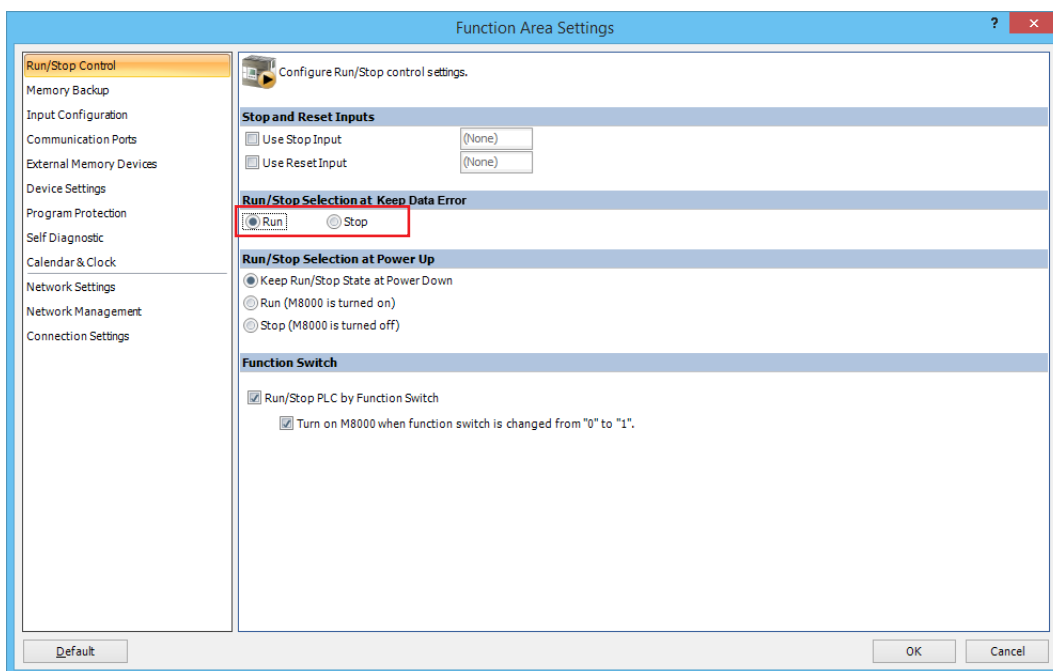 Function Area Settings
?
×
Run/Stop Control
Memory Backup
Input Configuration
Communication Ports
External Memory Devices
Device Settings
Program Protection
Self Diagnostic
Calendar & Clock
Network Settings
Network Management
Connection Settings
Configure Run/Stop control settings.
Stop and Reset Inputs
Use Stop Input (None)
Use Reset Input (None)
Run/Stop Selection at Keep Data Error
Run Stop
Run/Stop Selection at Power Up
Keep Run/Stop State at Power Down
Run (M8000 is turned on)
Stop (M8000 is turned off)
Function Switch
Run/Stop PLC by Function Switch
Turn on M8000 when function switch is changed from "0" to "1".
Default OK Cancel